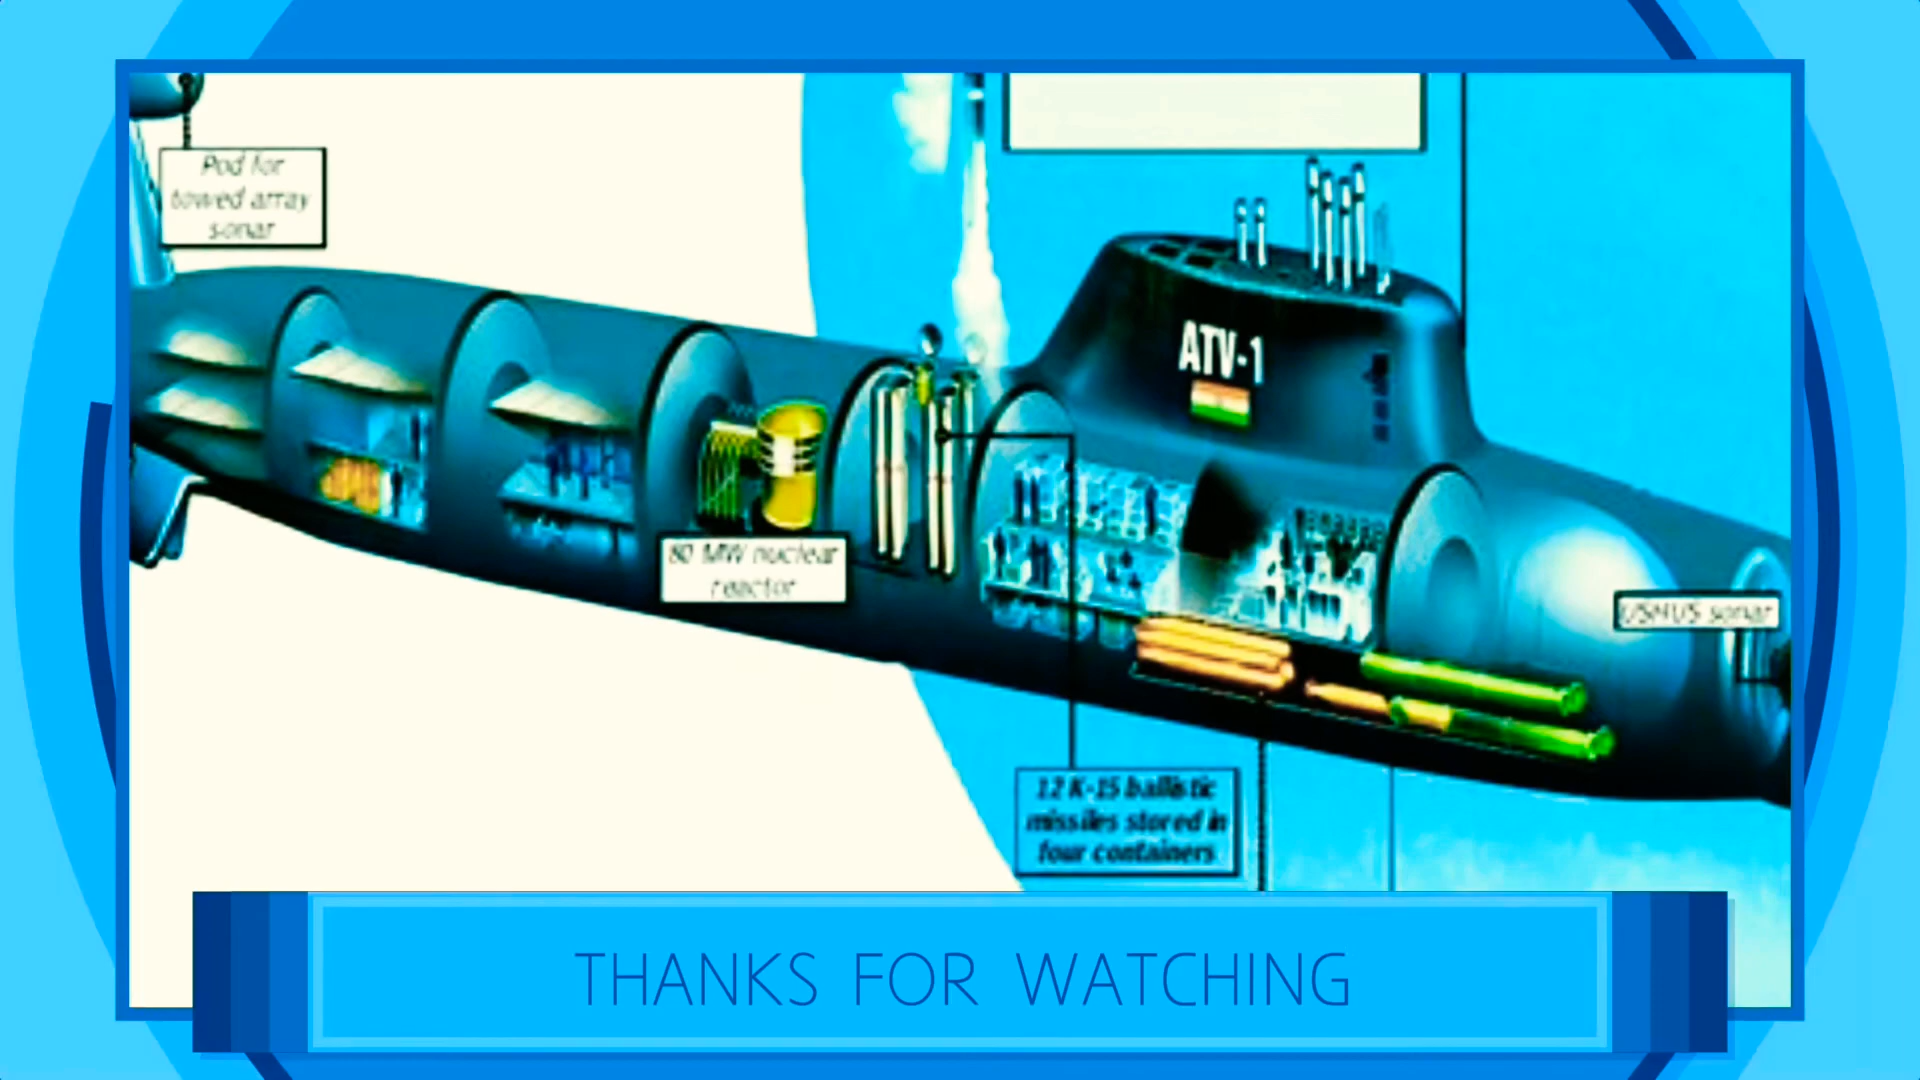 Pod for
towed array
sonar
ATV-1
80 MW nuclear
reactor
USHUS sonar
12 K-15 ballistic
missiles stored in
four containers
THANKS FOR WATCHING